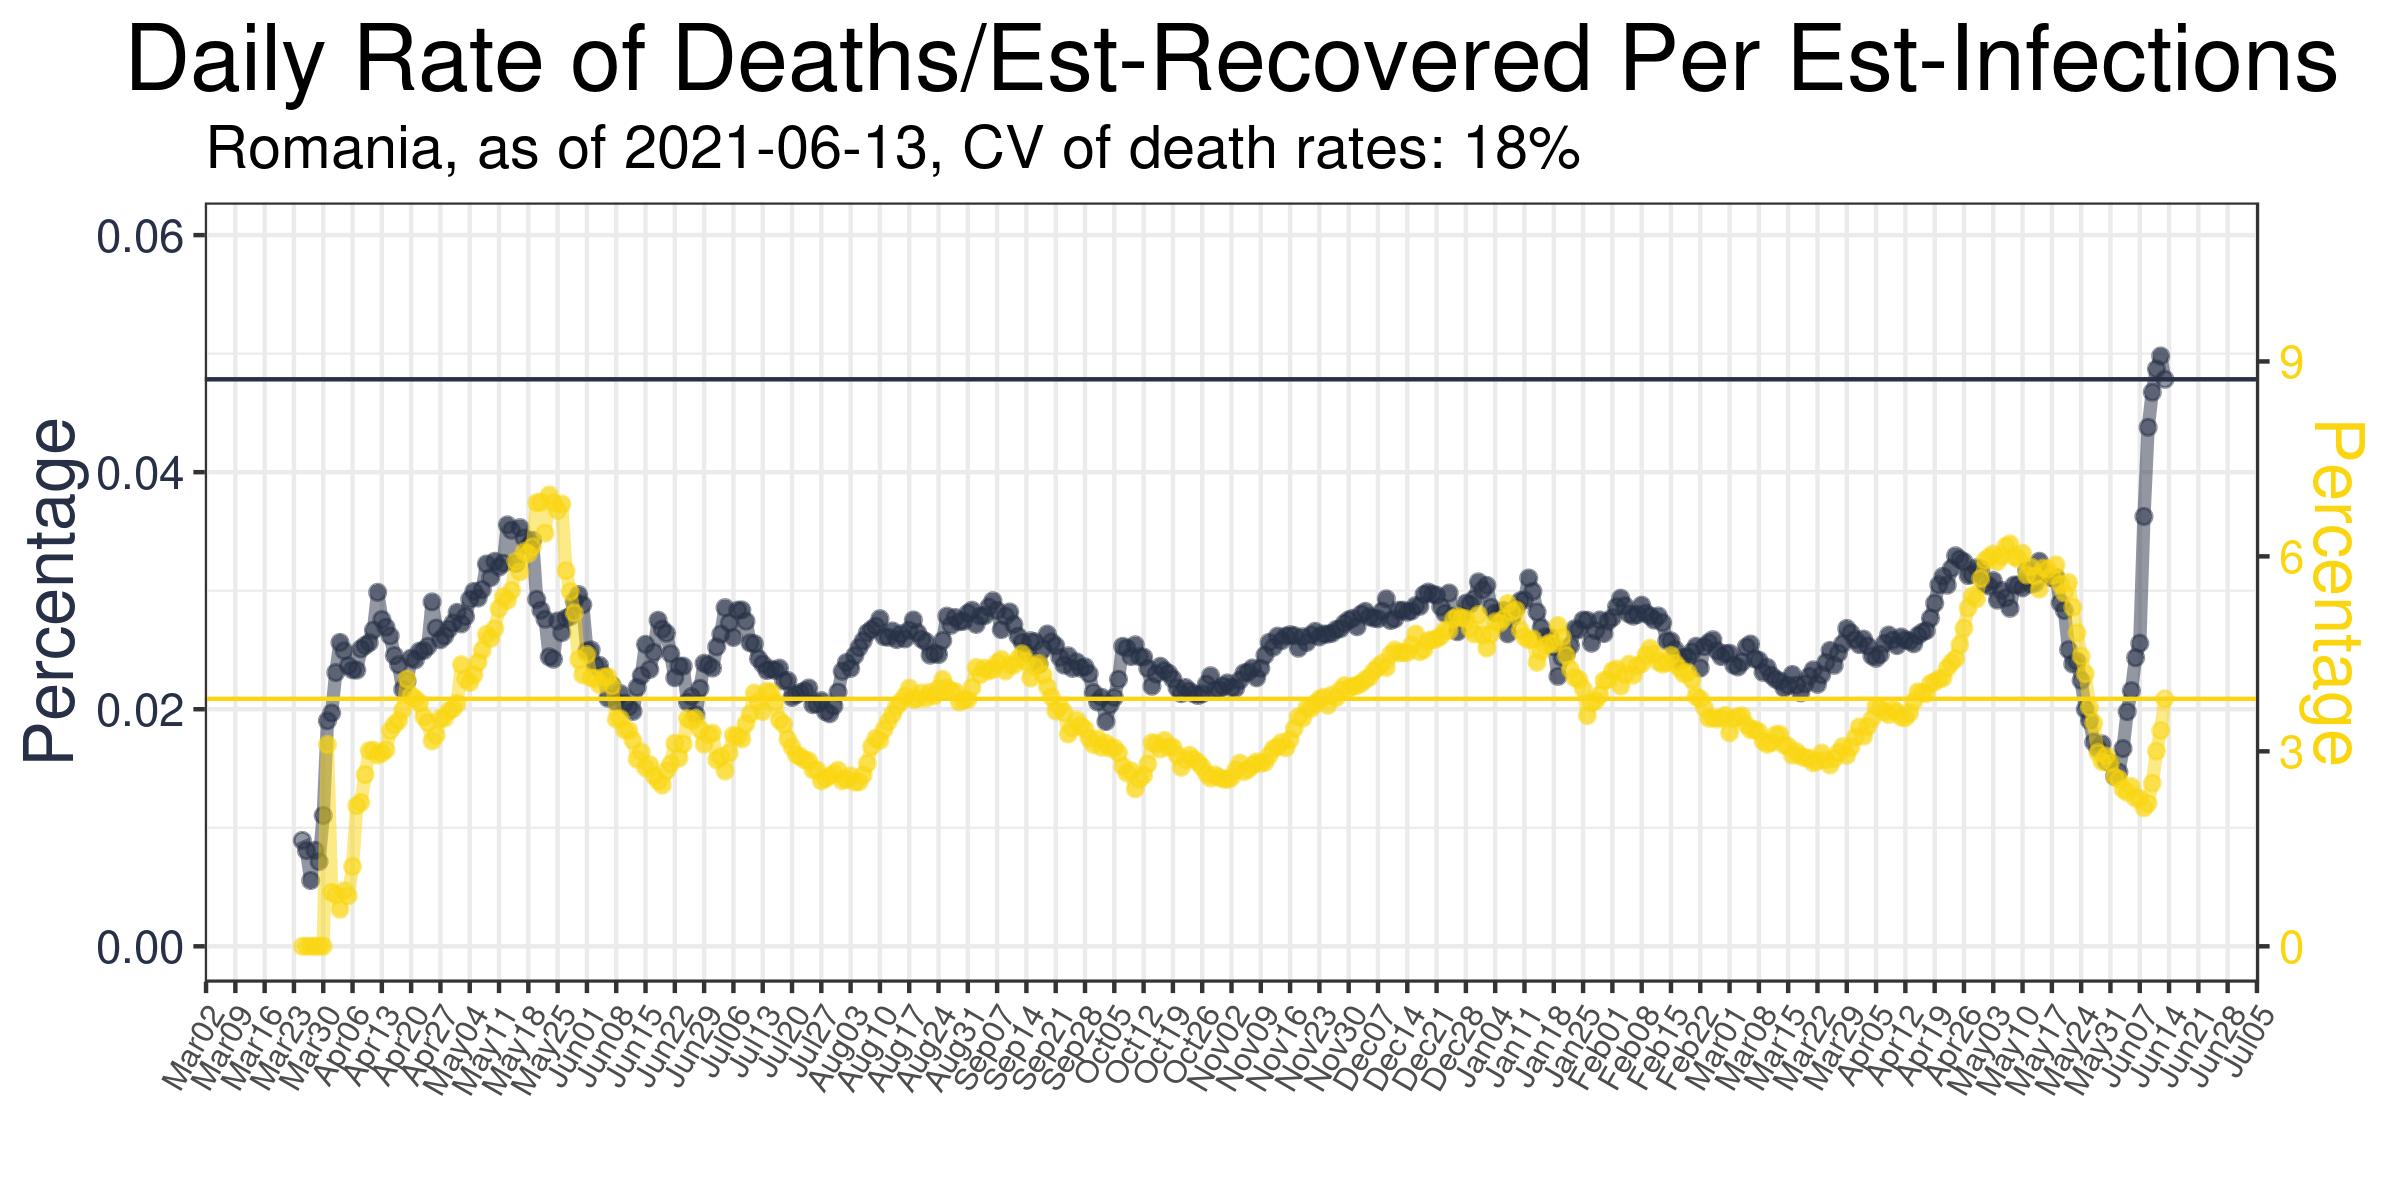 Daily Rate of Deaths/Est-Recovered Per Est-Infections
Romania, as of 2021-06-13, CV of death rates: 18%
Percentage
0.06
0.04
0.02
0.00
9
6
3
0
Percentage
Mar02
Mar09
Mar16
Mar23
Mar30
Apr06
Apr13
Apr20
Apr27
May04
May11
May18
May25
Jun01
Jun08
Jun15
Jun22
Jun29
Jul06
Jul13
Jul20
Jul27
Aug03
Aug10
Aug17
Aug24
Aug31
Sep07
Sep14
Sep21
Sep28
Oct05
Oct12
Oct19
Oct26
Nov02
Nov09
Nov16
Nov23
Nov30
Dec07
Dec14
Dec21
Dec28
Jan04
Jan11
Jan18
Jan25
Feb01
Feb08
Feb15
Feb22
Mar01
Mar08
Mar15
Mar22
Mar29
Apr05
Apr12
Apr19
Apr26
May03
May10
May17
May24
May31
Jun07
Jun14
Jun21
Jun28
Jul05